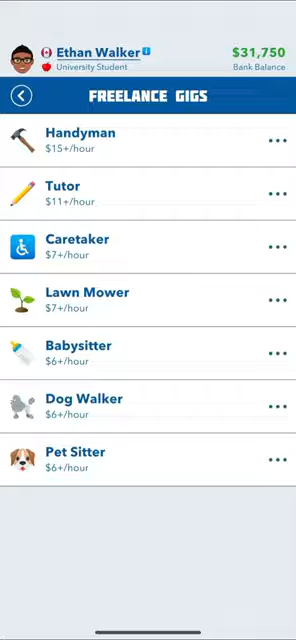 Ethan Walker
$31,750
University Student
Bank Balance
FREELANCE GIGS
Handyman
$15+/hour
Tutor
$11+/hour
Caretaker
$7+/hour
Lawn Mower
$7+/hour
Babysitter
$6+/hour
Dog Walker
$6+/hour
Pet Sitter
$6+/hour